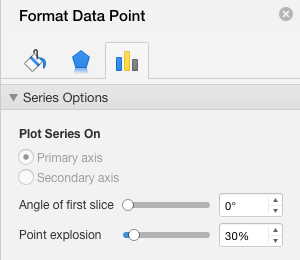 Format Data Point
Series Options
Plot Series On
Primary axis
Secondary axis
Angle of first slice 0°
Point explosion 30%